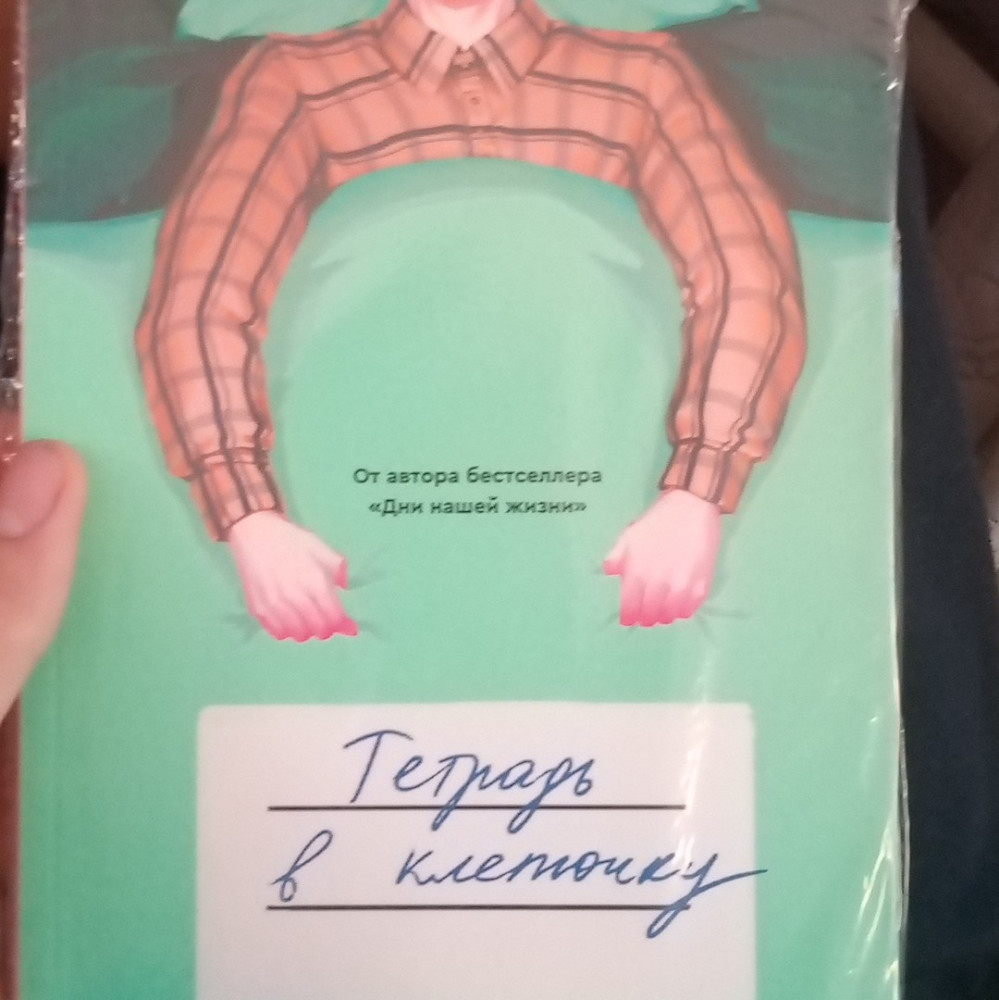 От автора бестселлера
«Дни нашей жизни»
Тетрадь
в клеточку